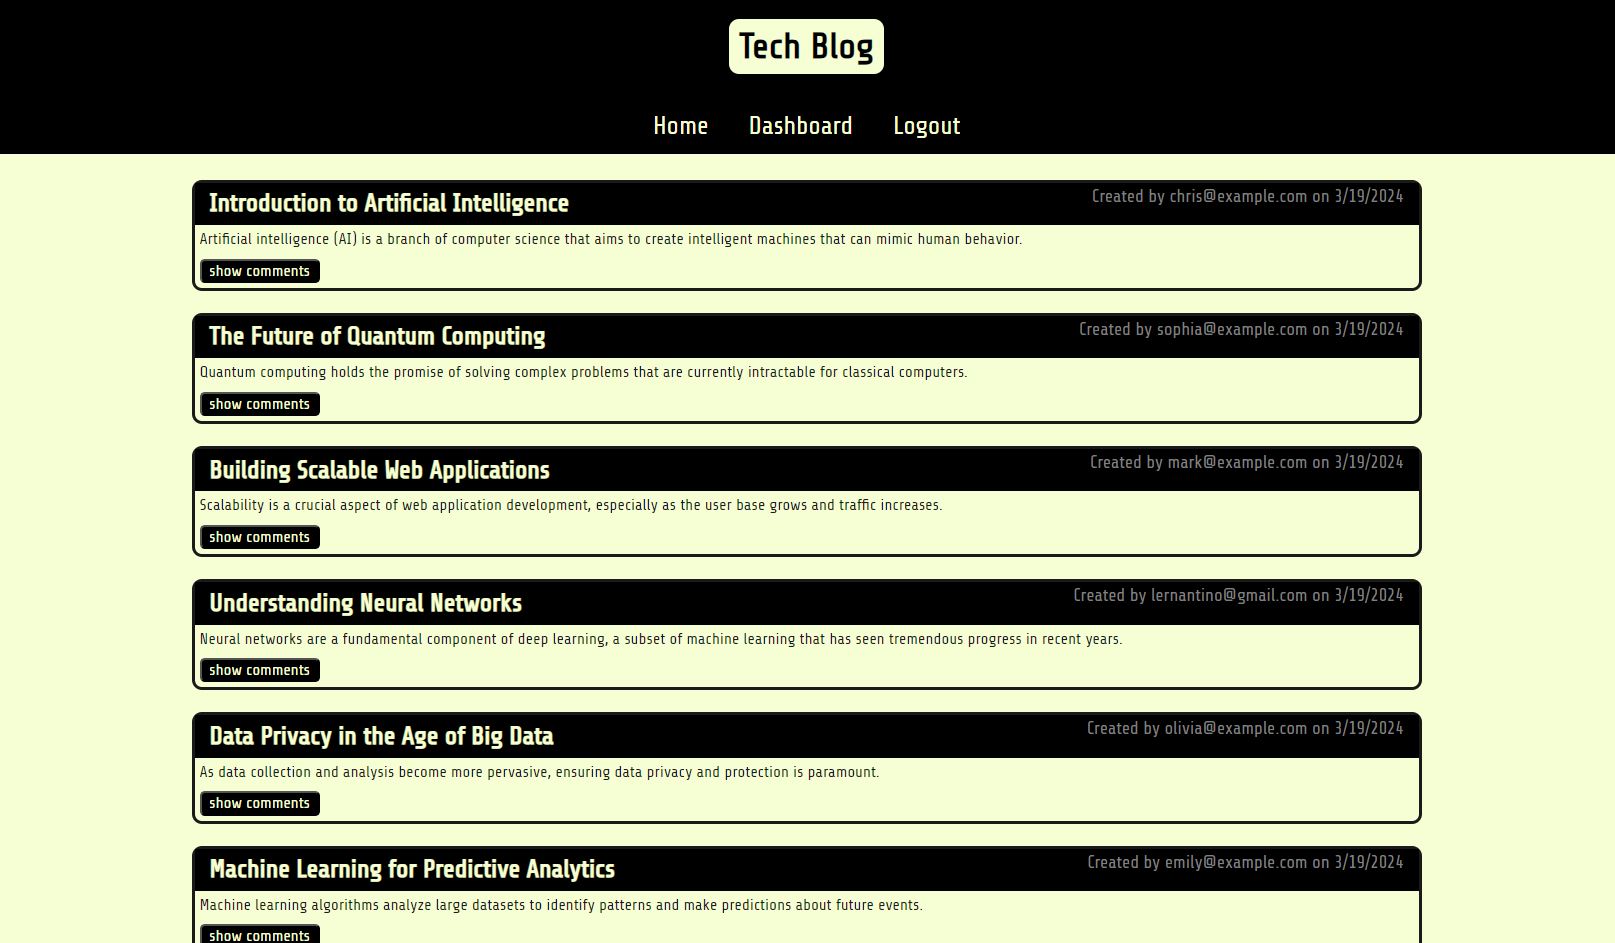 Tech Blog
Home Dashboard Logout
Introduction to Artificial Intelligence Created by chris@example.com on 3/19/2024
Artificial intelligence (AI) is a branch of computer science that aims to create intelligent machines that can mimic human behavior.
show comments
The Future of Quantum Computing Created by sophia@example.com on 3/19/2024
Quantum computing holds the promise of solving complex problems that are currently intractable for classical computers.
show comments
Building Scalable Web Applications Created by mark@example.com on 3/19/2024
Scalability is a crucial aspect of web application development, especially as the user base grows and traffic increases.
show comments
Understanding Neural Networks Created by lernantino@gmail.com on 3/19/2024
Neural networks are a fundamental component of deep learning, a subset of machine learning that has seen tremendous progress in recent years.
show comments
Data Privacy in the Age of Big Data Created by olivia@example.com on 3/19/2024
As data collection and analysis become more pervasive, ensuring data privacy and protection is paramount.
show comments
Machine Learning for Predictive Analytics Created by emily@example.com on 3/19/2024
Machine learning algorithms analyze large datasets to identify patterns and make predictions about future events.
show comments